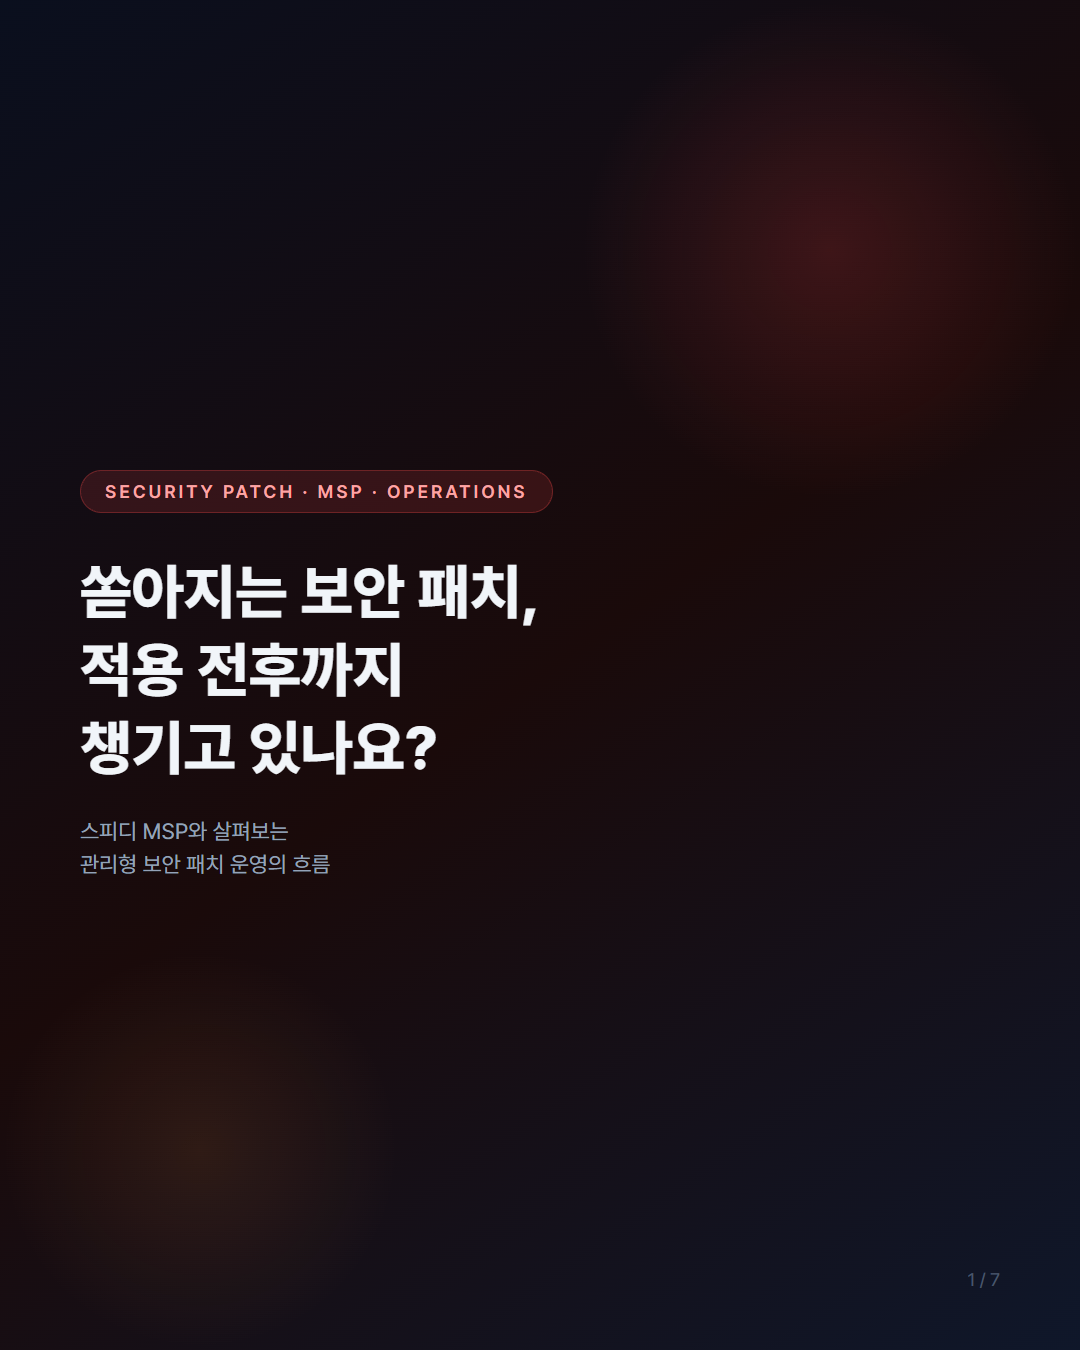 SECURITY PATCH · MSP · OPERATIONS
쏟아지는 보안 패치,
적용 전후까지
챙기고 있나요?
스피디 MSP와 살펴보는
관리형 보안 패치 운영의 흐름
1 / 7